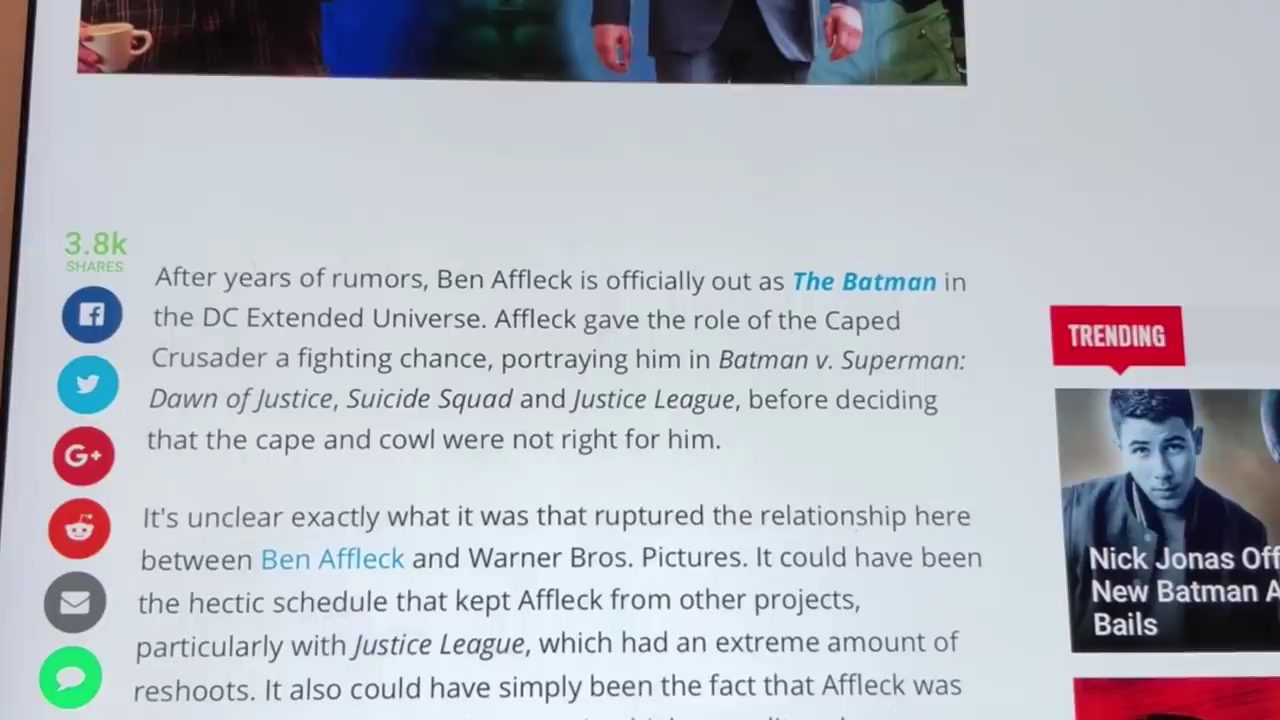 3.8k
SHARES
After years of rumors, Ben Affleck is officially out as The Batman in
the DC Extended Universe. Affleck gave the role of the Caped
Crusader a fighting chance, portraying him in Batman v. Superman:
Dawn of Justice, Suicide Squad and Justice League, before deciding
that the cape and cowl were not right for him.
It's unclear exactly what it was that ruptured the relationship here
between Ben Affleck and Warner Bros. Pictures. It could have been
the hectic schedule that kept Affleck from other projects,
particularly with Justice League, which had an extreme amount of
reshoots. It also could have simply been the fact that Affleck was
G+
TRENDING
Nick Jonas Off
New Batman A
Bails